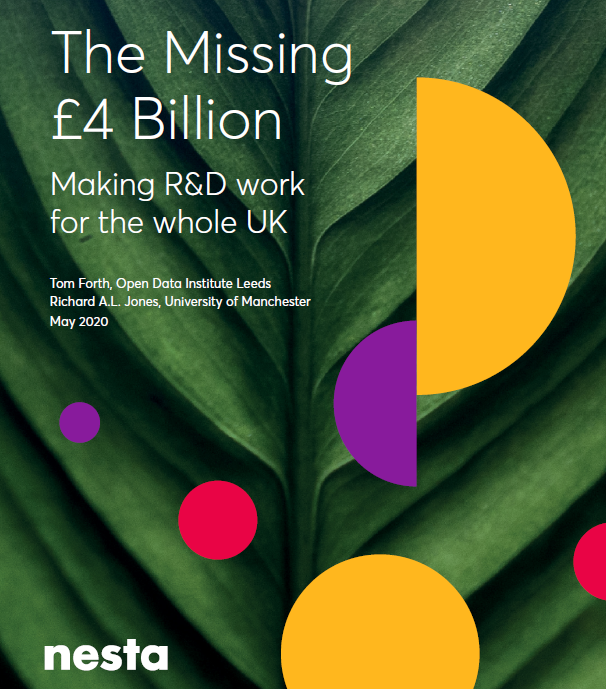 The Missing
£4 Billion
Making R&D work
for the whole UK
Tom Forth, Open Data Institute Leeds
Richard A.L. Jones, University of Manchester
May 2020
nesta